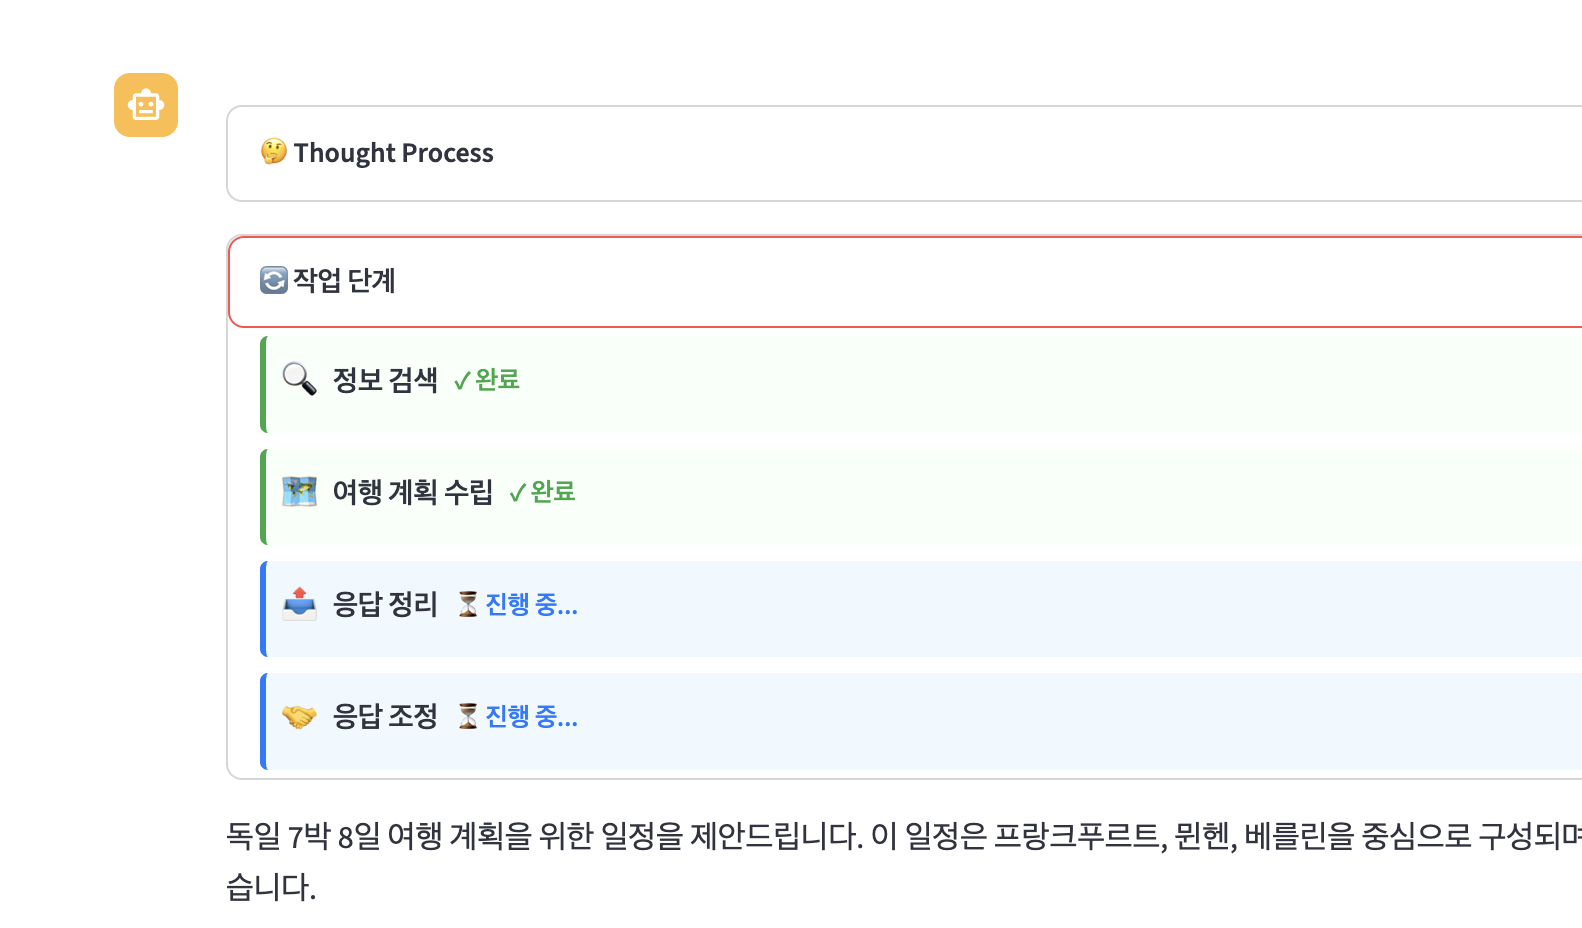 🤔 Thought Process
🔄 작업 단계
🔍 정보 검색 ✓ 완료
🗺️ 여행 계획 수립 ✓ 완료
📤 응답 정리 ⏳ 진행 중...
🤝 응답 조정 ⏳ 진행 중...
독일 7박 8일 여행 계획을 위한 일정을 제안드립니다. 이 일정은 프랑크푸르트, 뮌헨, 베를린을 중심으로 구성되며
습니다.